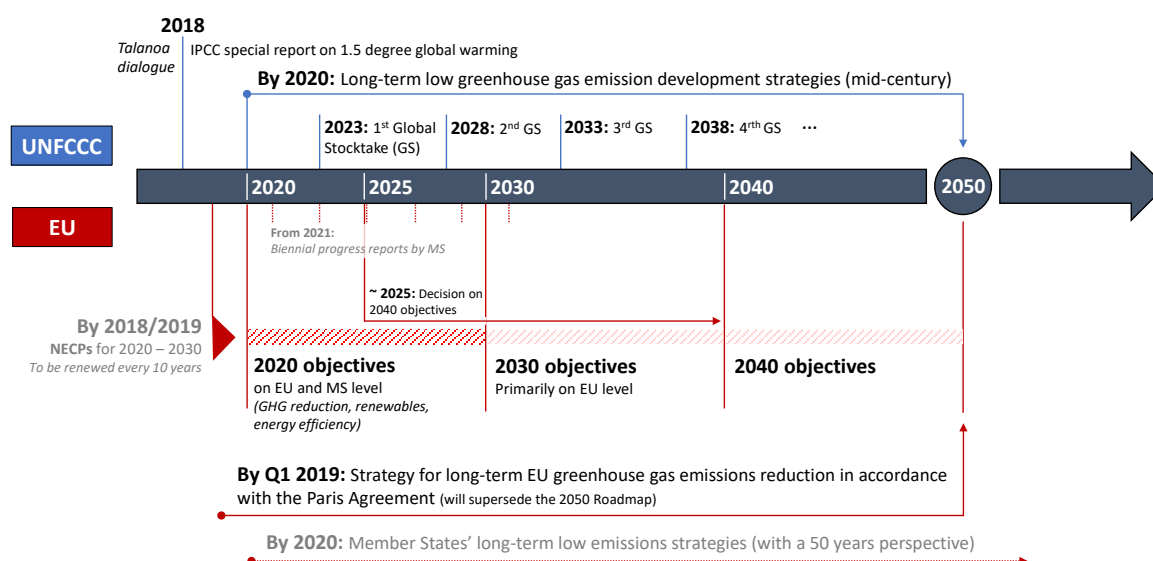 2018
Talanoa
dialogue
IPCC special report on 1.5 degree global warming
By 2020: Long-term low greenhouse gas emission development strategies (mid-century)
2023: 1st Global
Stocktake (GS)
2028: 2nd GS
2033: 3rd GS
2038: 4rth GS
...
UNFCCC
2020
2025
2030
2040
2050
EU
From 2021:
Biennial progress reports by MS
~ 2025: Decision on
2040 objectives
By 2018/2019
NECPs for 2020 – 2030
To be renewed every 10 years
2020 objectives
on EU and MS level
(GHG reduction, renewables,
energy efficiency)
2030 objectives
Primarily on EU level
2040 objectives
By Q1 2019: Strategy for long-term EU greenhouse gas emissions reduction in accordance
with the Paris Agreement (will supersede the 2050 Roadmap)
By 2020: Member States' long-term low emissions strategies (with a 50 years perspective)